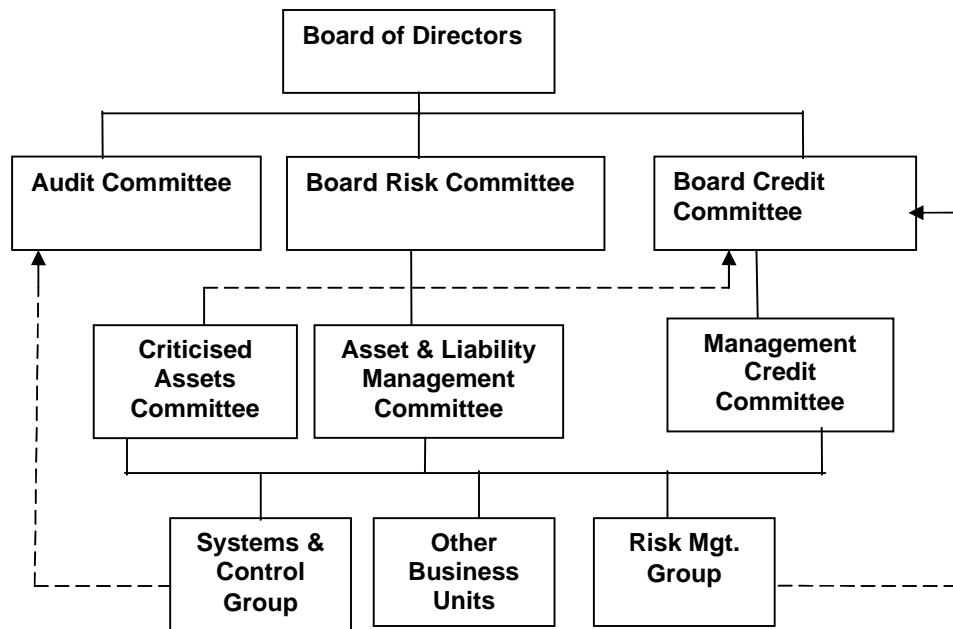 Board of Directors
Audit Committee
Board Risk Committee
Board Credit
Committee
Criticised
Assets
Committee
Asset & Liability
Management
Committee
Management
Credit
Committee
Systems &
Control
Group
Other
Business
Units
Risk Mgt.
Group